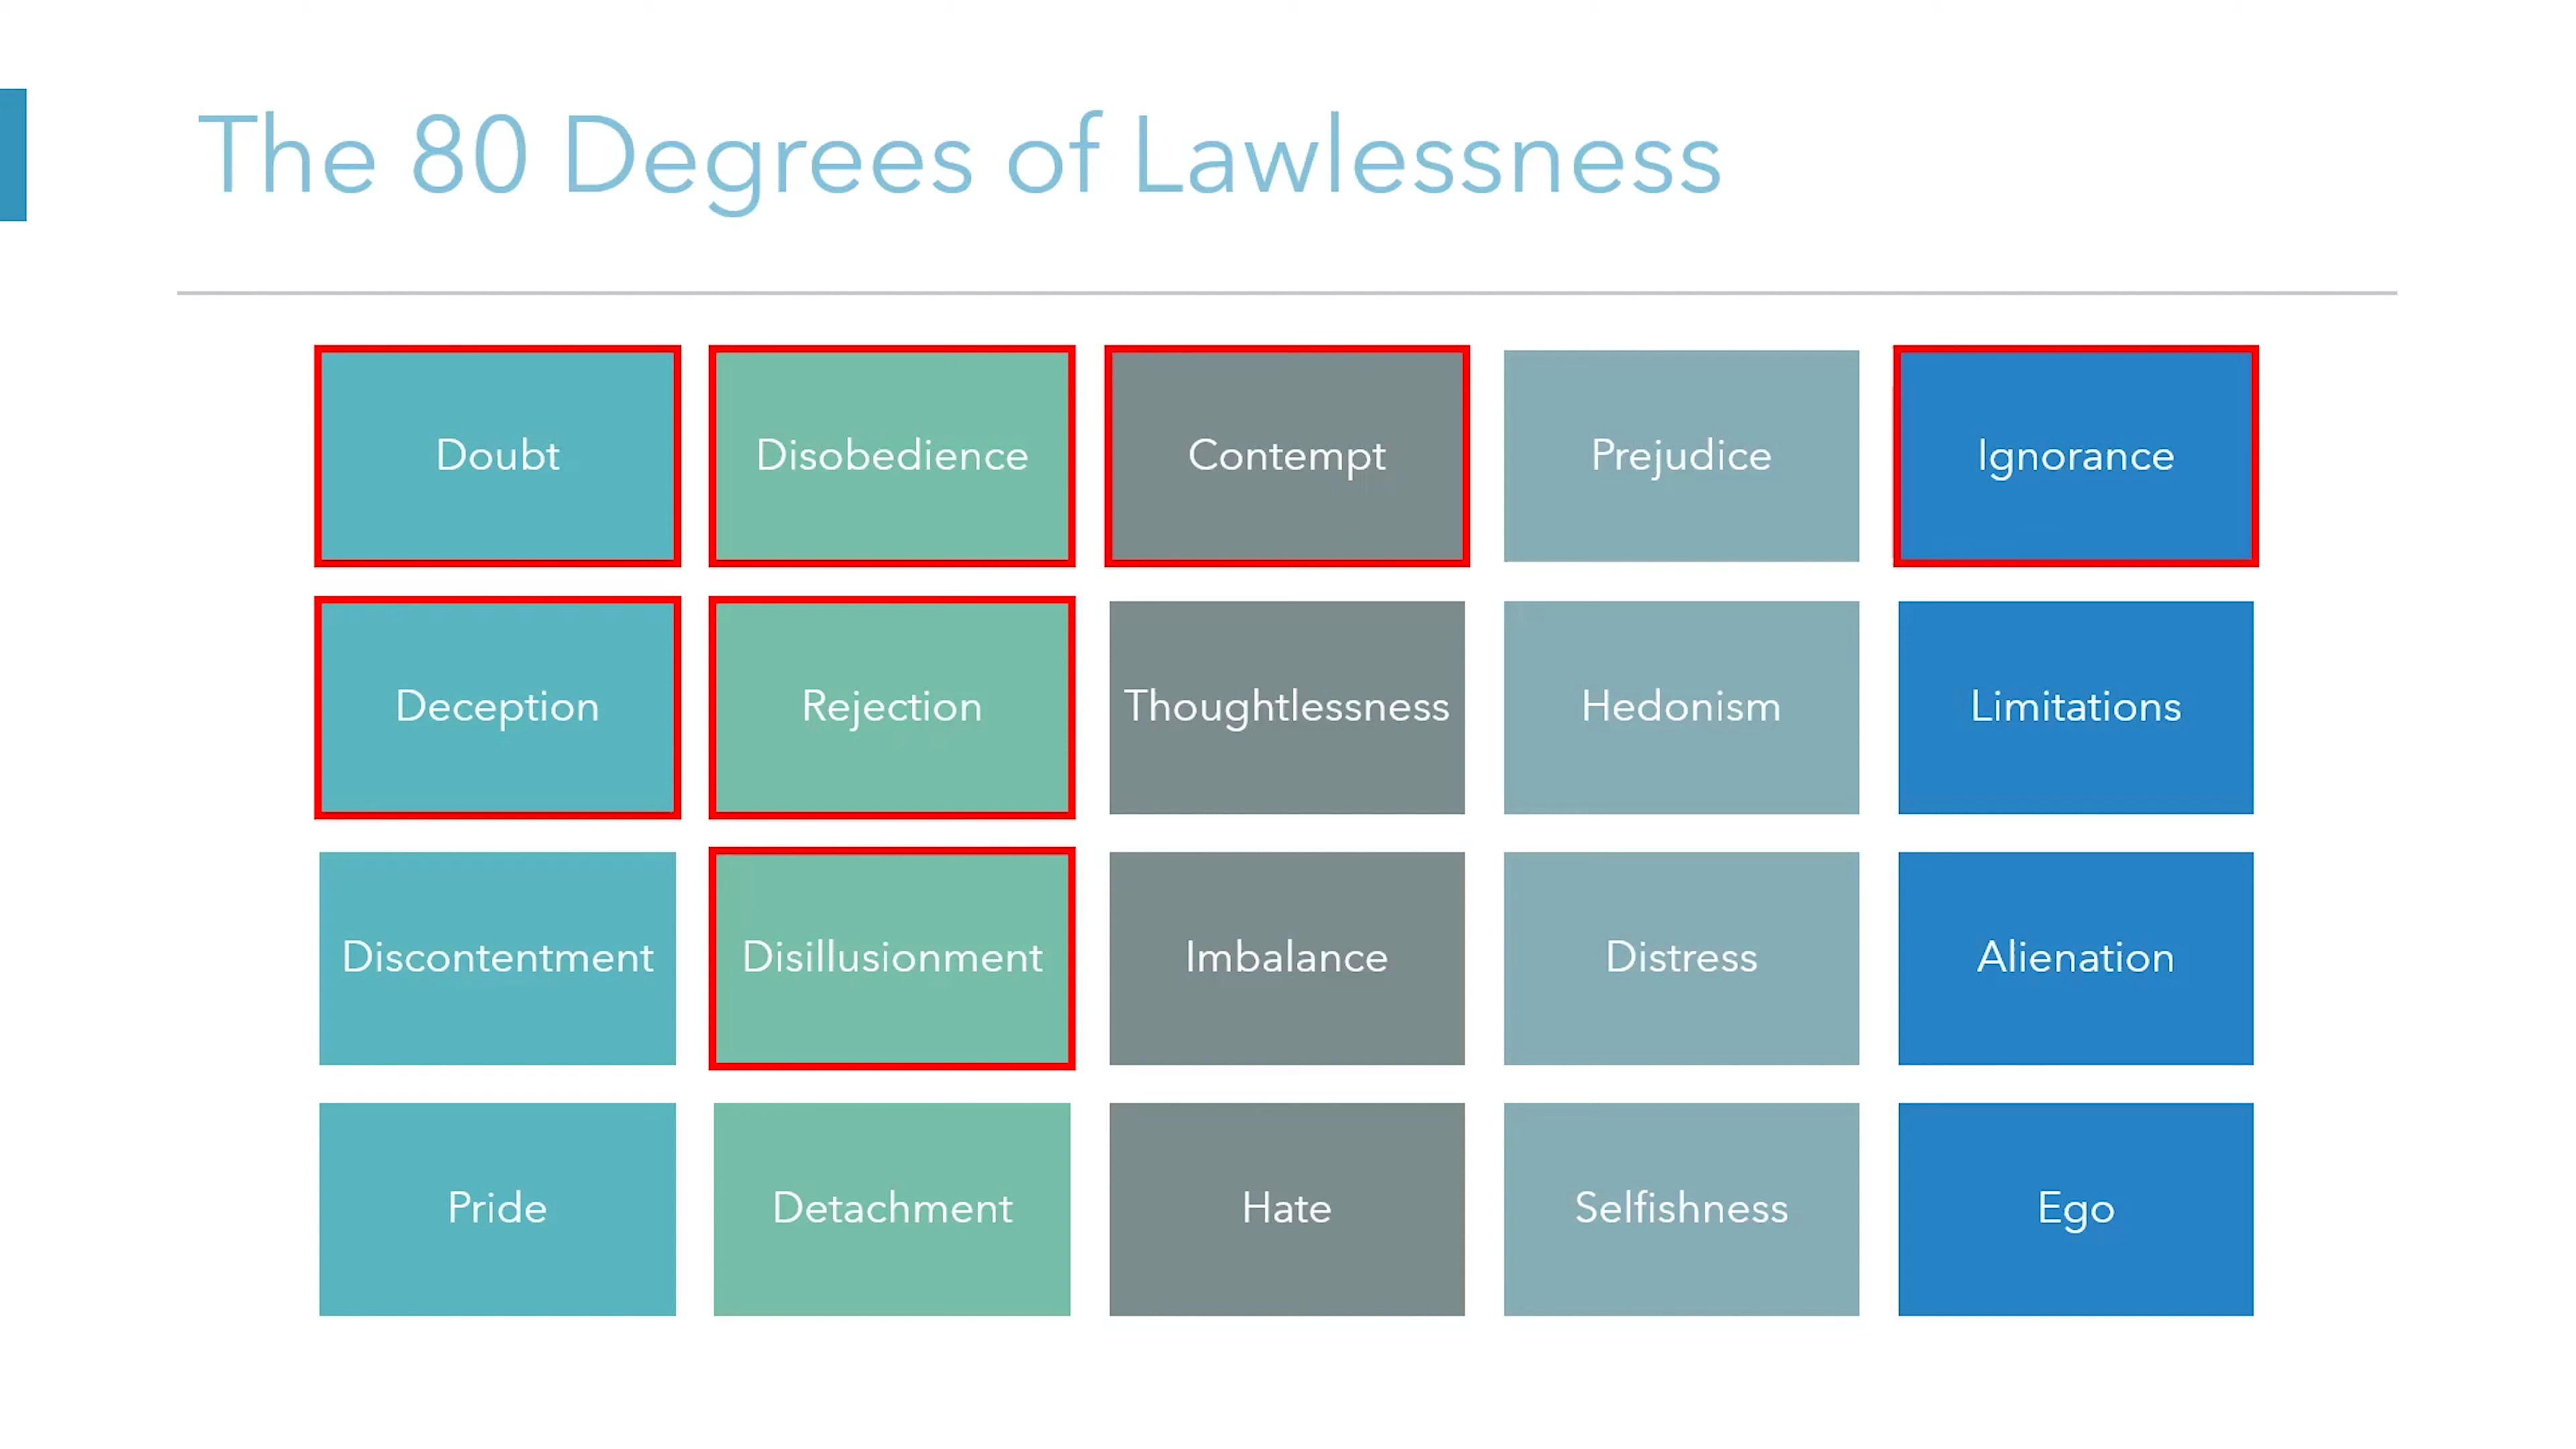 The 80 Degrees of Lawlessness
Doubt
Disobedience
Contempt
Prejudice
Ignorance
Deception
Rejection
Thoughtlessness
Hedonism
Limitations
Discontentment
Disillusionment
Imbalance
Distress
Alienation
Pride
Detachment
Hate
Selfishness
Ego